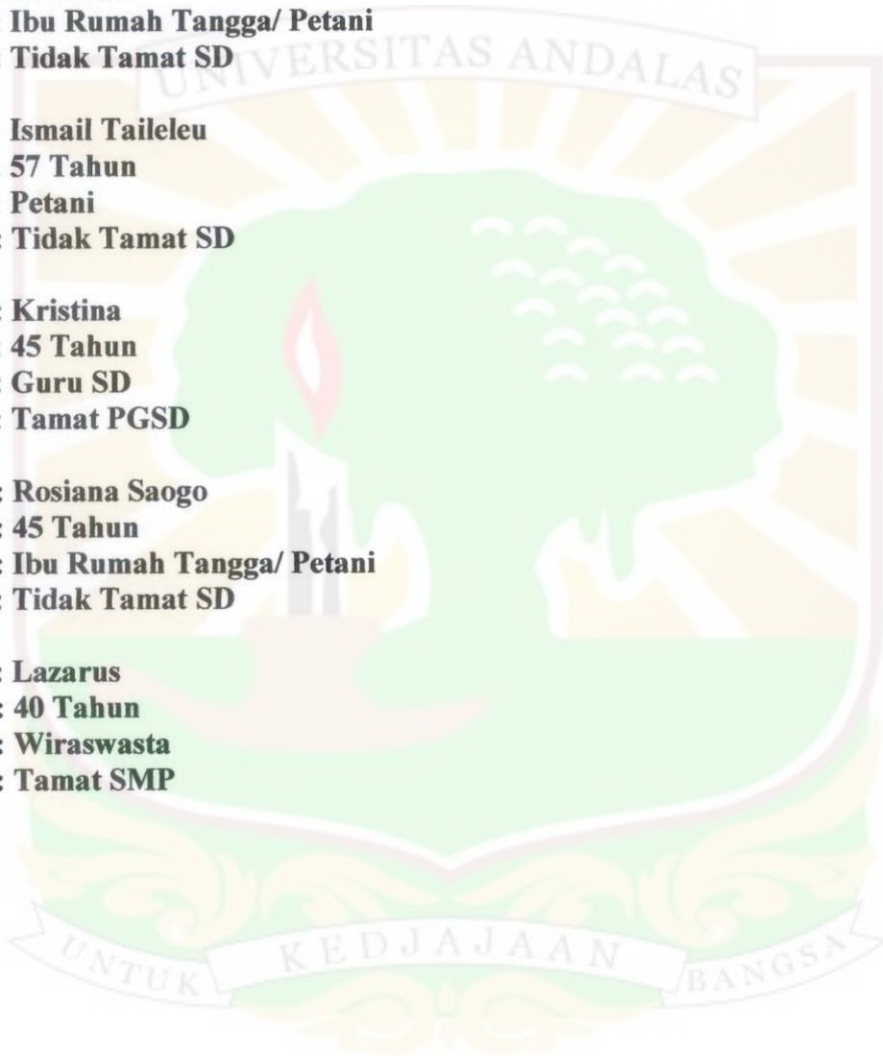 : Ibu Rumah Tangga/ Petani
: Tidak Tamat SD
UNIVERSITAS ANDALAS
Ismail Taileleu
57 Tahun
: Petani
: Tidak Tamat SD
: Kristina
: 45 Tahun
: Guru SD
: Tamat PGSD
: Rosiana Saogo
: 45 Tahun
: Ibu Rumah Tangga/ Petani
: Tidak Tamat SD
: Lazarus
: 40 Tahun
: Wiraswasta
: Tamat SMP
UNTUK KEDJAJAAN BANGSA